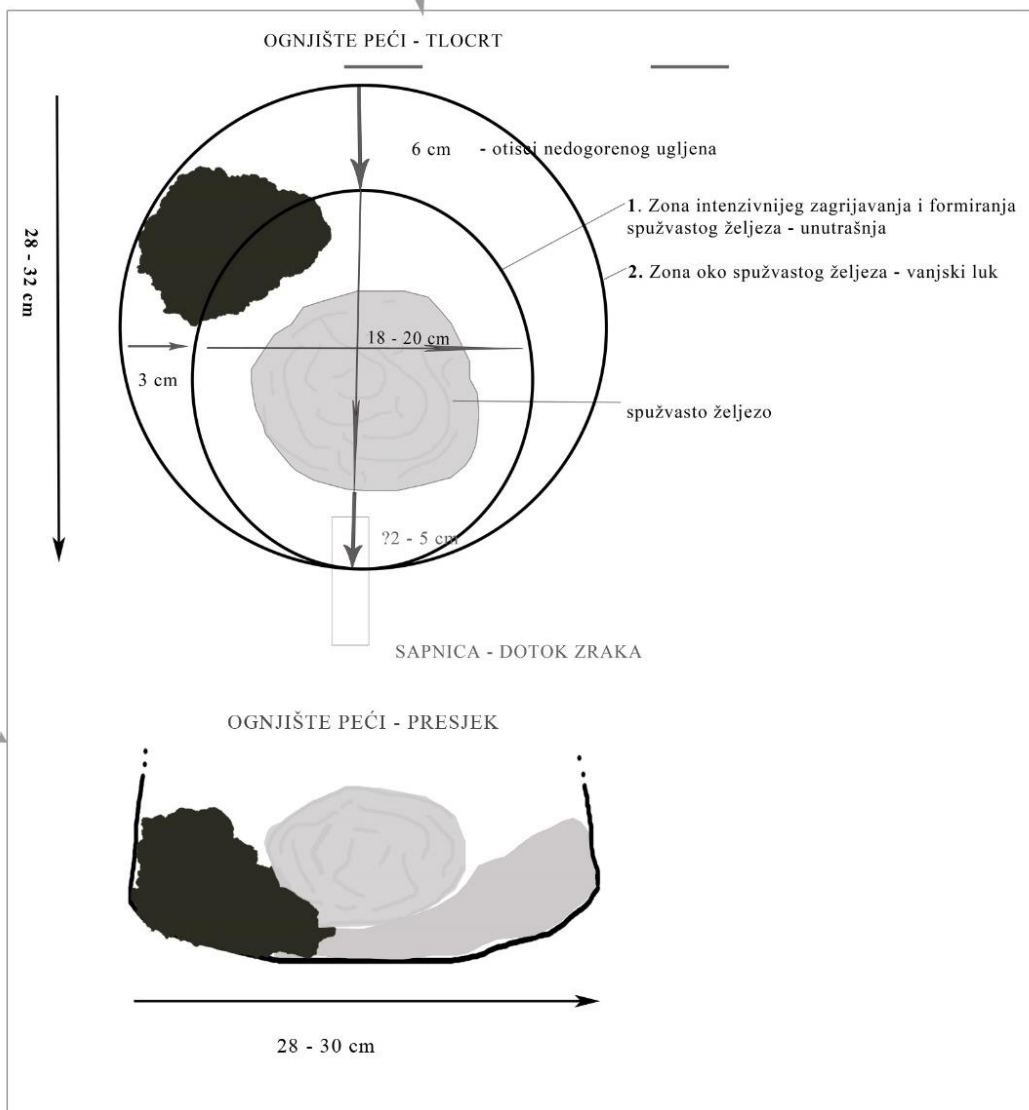 OGNJIŠTE PEĆI - TLOCRT
6 cm - otisci nedogorenog ugljena
1. Zona intenzivnijeg zagrijavanja i formiranja
spužvastog željeza - unutrašnja
28 - 32 cm
2. Zona oko spužvastog željeza - vanjski luk
18 - 20 cm
3 cm
spužvasto željezo
?2 - 5 cm
SAPNICA - DOTOK ZRAKA
OGNJIŠTE PEĆI - PRESJEK
28 - 30 cm